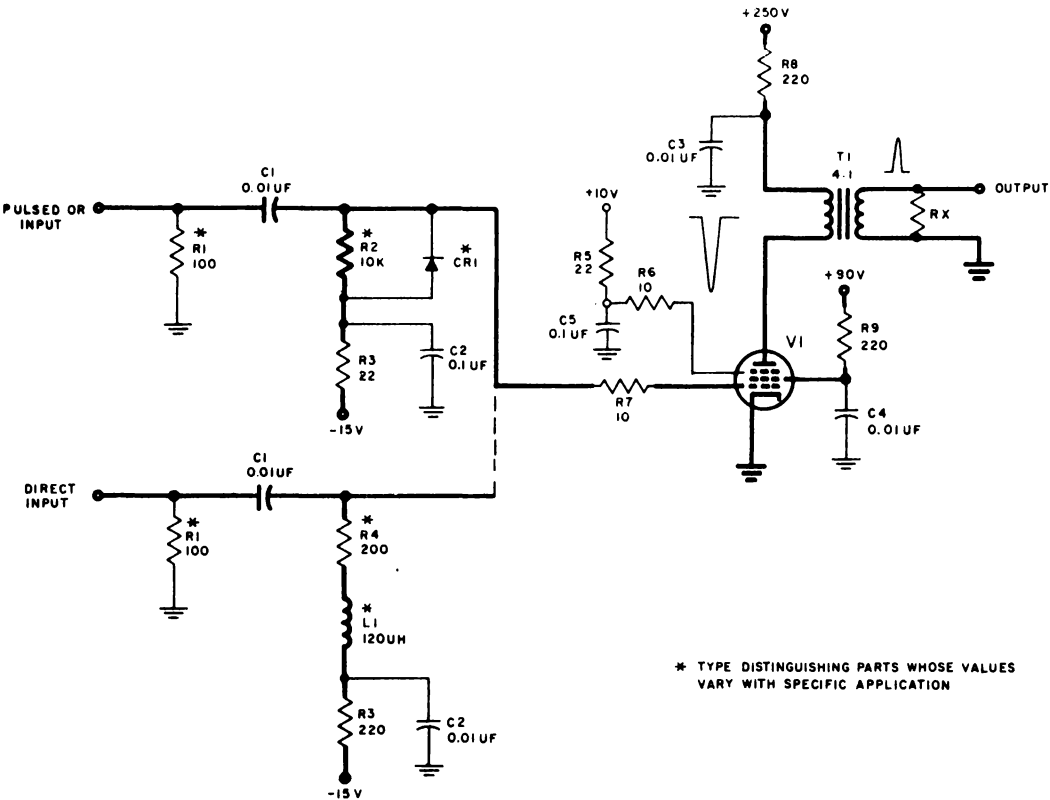 +250V
R8
220
C3
0.01UF
T1
4.1
OUTPUT
RX
C1
0.01UF
PULSED OR
INPUT
*
R1
100
*
R2
10K
*
CR1
+10V
R5
22
R6
10
C5
0.1UF
+90V
R9
220
V1
R3
22
C2
0.1UF
-15V
R7
10
C4
0.01UF
C1
0.01UF
DIRECT
INPUT
*
R1
100
*
R4
200
*
L1
120UH
R3
220
C2
0.01UF
-15V
* TYPE DISTINGUISHING PARTS WHOSE VALUES
VARY WITH SPECIFIC APPLICATION